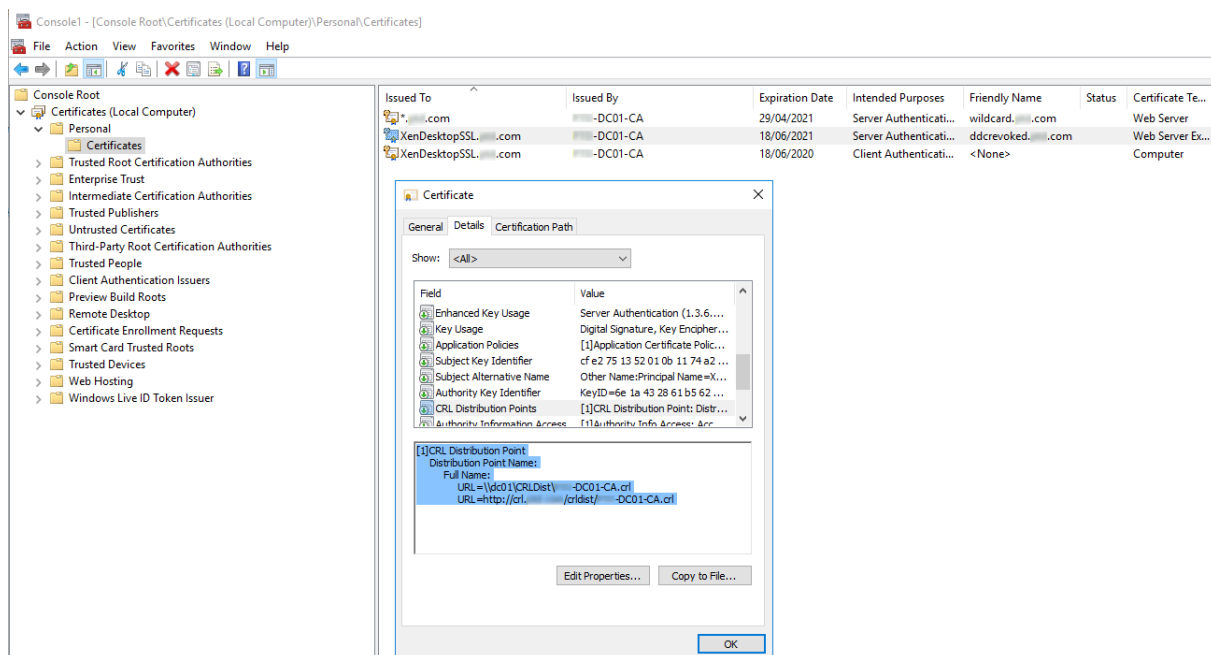 Console1 - [Console Root\Certificates (Local Computer)\Personal\Certificates]
File Action View Favorites Window Help
Console Root
Certificates (Local Computer)
Personal
Certificates
Trusted Root Certification Authorities
Enterprise Trust
Intermediate Certification Authorities
Trusted Publishers
Untrusted Certificates
Third-Party Root Certification Authorities
Trusted People
Client Authentication Issuers
Preview Build Roots
Remote Desktop
Certificate Enrollment Requests
Smart Card Trusted Roots
Trusted Devices
Web Hosting
Windows Live ID Token Issuer
Issued To Issued By Expiration Date Intended Purposes Friendly Name Status Certificate Te...
*. .com -DC01-CA 29/04/2021 Server Authenticati... wildcard. .com Web Server
XenDesktopSSL. .com -DC01-CA 18/06/2021 Server Authenticati... ddcrevoked. .com Web Server Ex...
XenDesktopSSL. .com -DC01-CA 18/06/2020 Client Authenticati... <None> Computer
Certificate
General Details Certification Path
Show: <All>
Field Value
Enhanced Key Usage Server Authentication (1.3.6....
Key Usage Digital Signature, Key Encipher...
Application Policies [1]Application Certificate Polic...
Subject Key Identifier cf e2 75 13 52 01 0b 11 74 a2 ...
Subject Alternative Name Other Name:Principal Name=X...
Authority Key Identifier KeyID=6e 1a 43 28 61 b5 62 ...
CRL Distribution Points [1]CRL Distribution Point: Distr...
Authority Information Access [1]Authority Info Access: Acc...
[1]CRL Distribution Point
Distribution Point Name:
Full Name:
URL=\\dc01\CRLDist\ -DC01-CA.crl
URL=http://crl. /crldist/ -DC01-CA.crl
Edit Properties... Copy to File...
OK